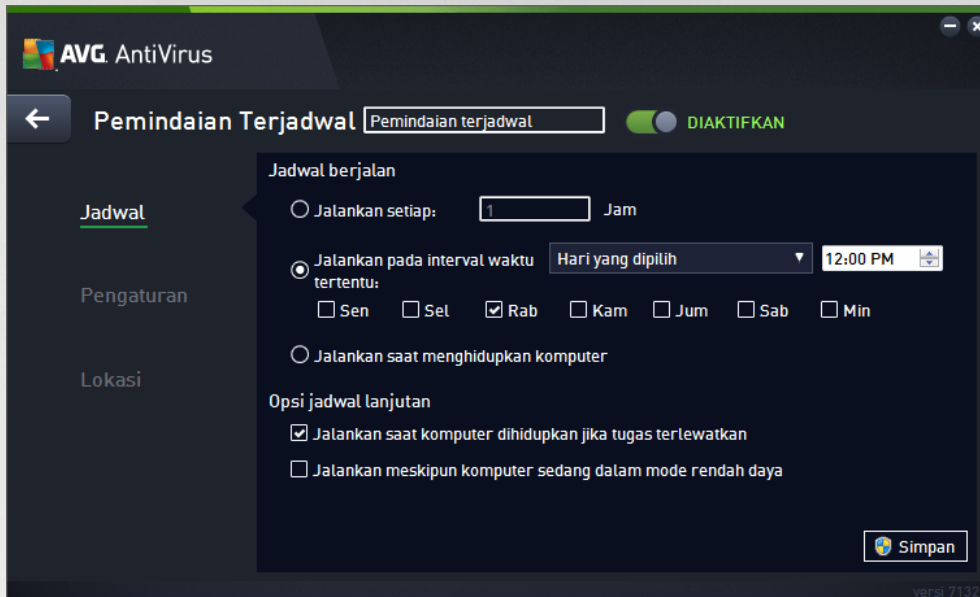 AVG. AntiVirus
Pemindaian Terjadwal Pemindaian terjadwal DIAKTIFKAN
Jadwal
Pengaturan
Lokasi
Jadwal berjalan
Jalankan setiap: 1 Jam
Jalankan pada interval waktu tertentu: Hari yang dipilih 12:00 PM
Sen Sel Rab Kam Jum Sab Min
Jalankan saat menghidupkan komputer
Opsi jadwal lanjutan
Jalankan saat komputer dihidupkan jika tugas terlewatkan
Jalankan meskipun komputer sedang dalam mode rendah daya
Simpan
versi 7132